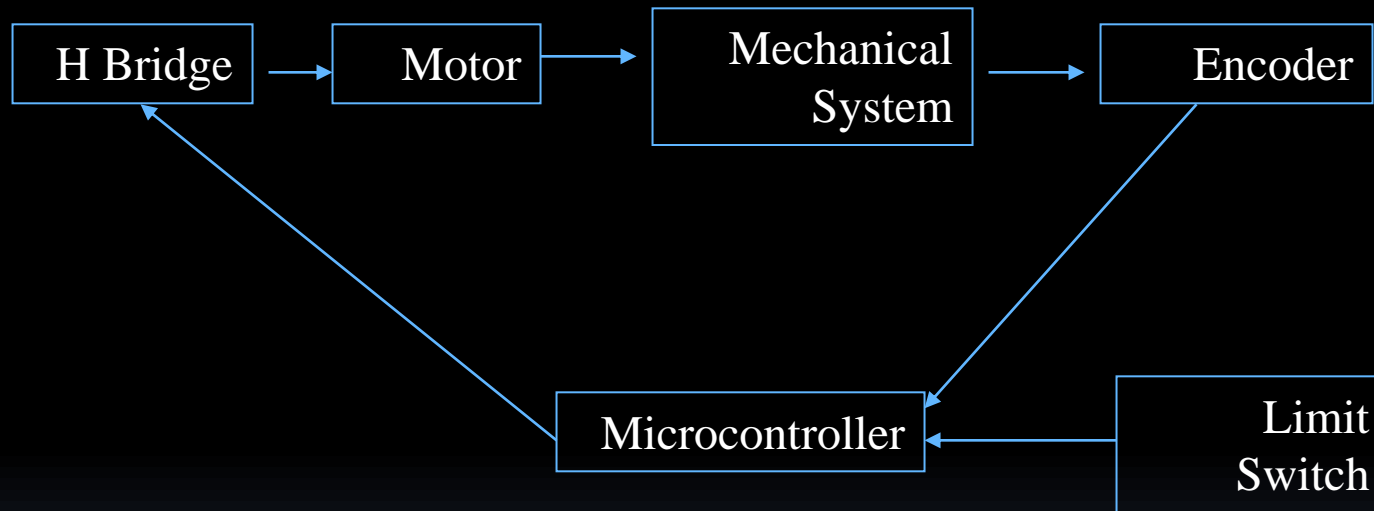 H Bridge
Motor
Mechanical
System
Encoder
Microcontroller
Limit
Switch